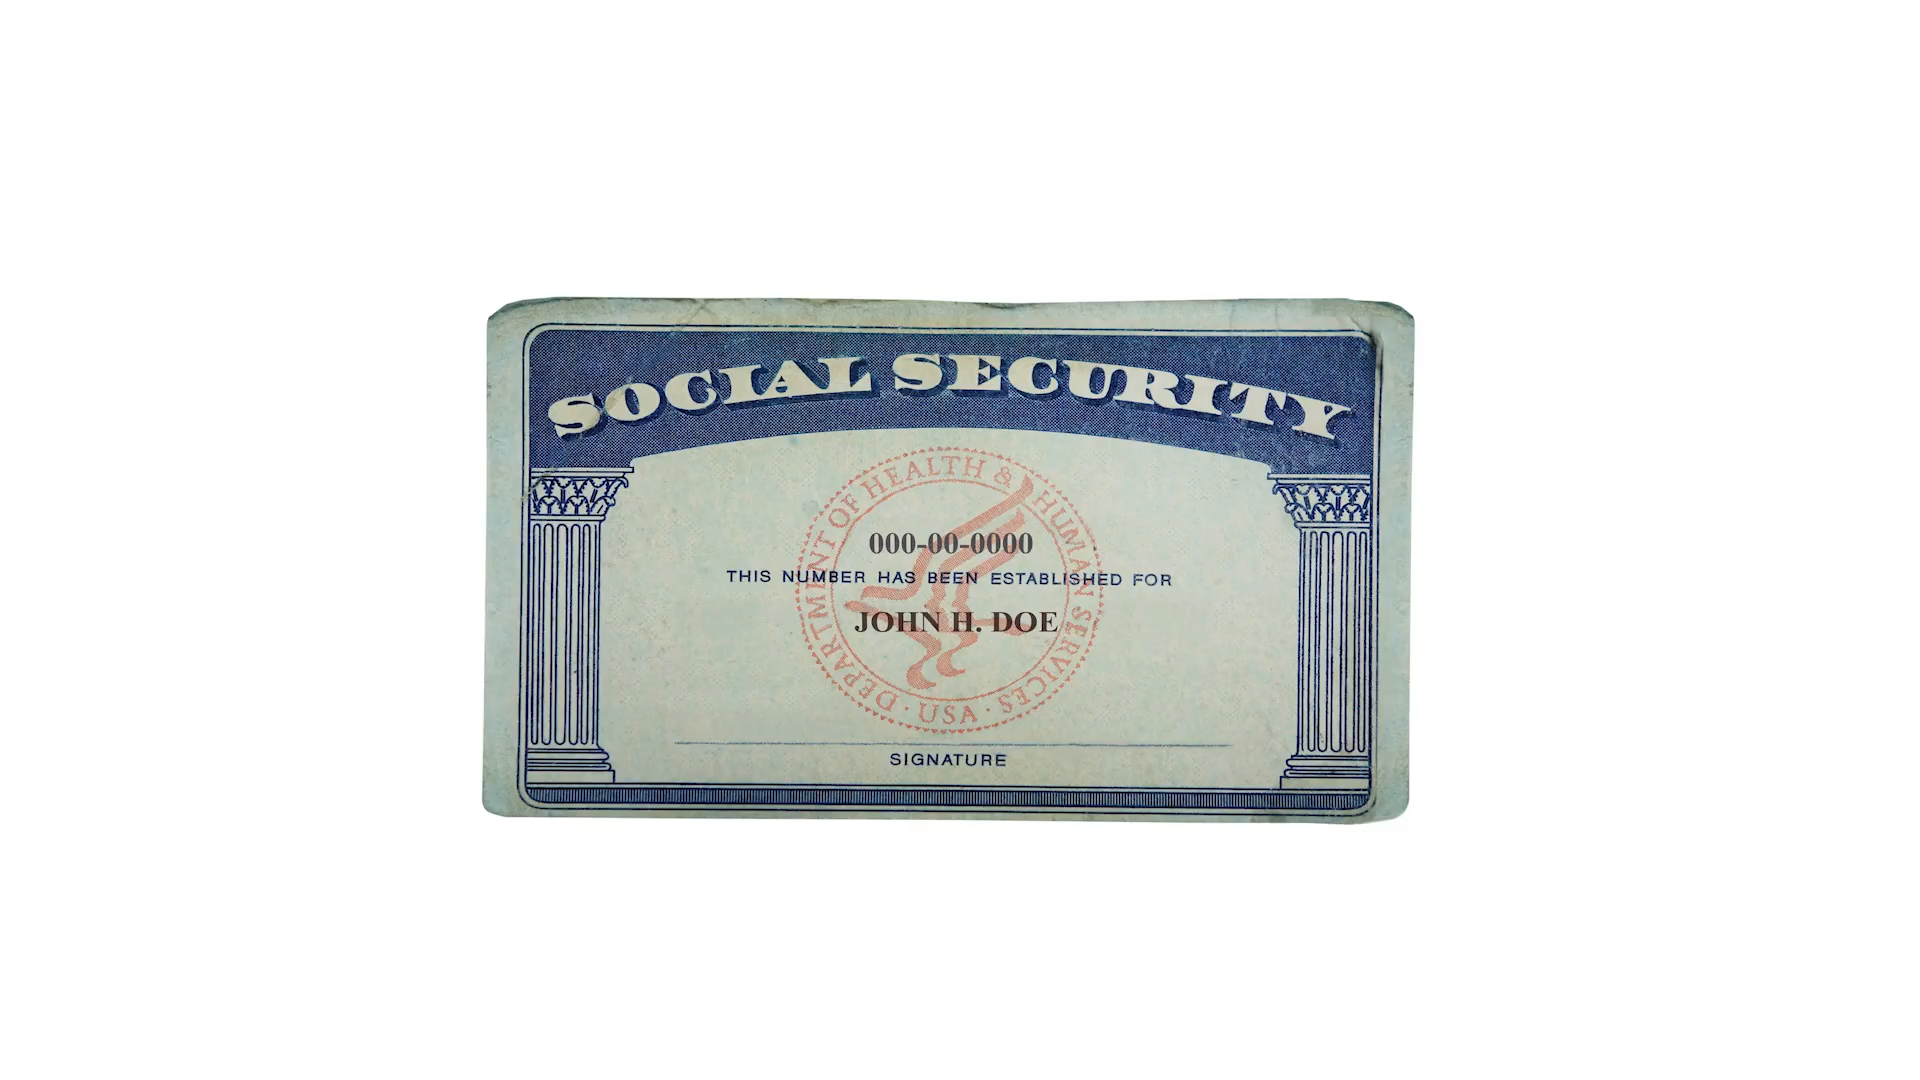 SOCIAL SECURITY
DEPARTMENT OF HEALTH & HUMAN SERVICES · USA ·
000-00-0000
THIS NUMBER HAS BEEN ESTABLISHED FOR
JOHN H. DOE
SIGNATURE